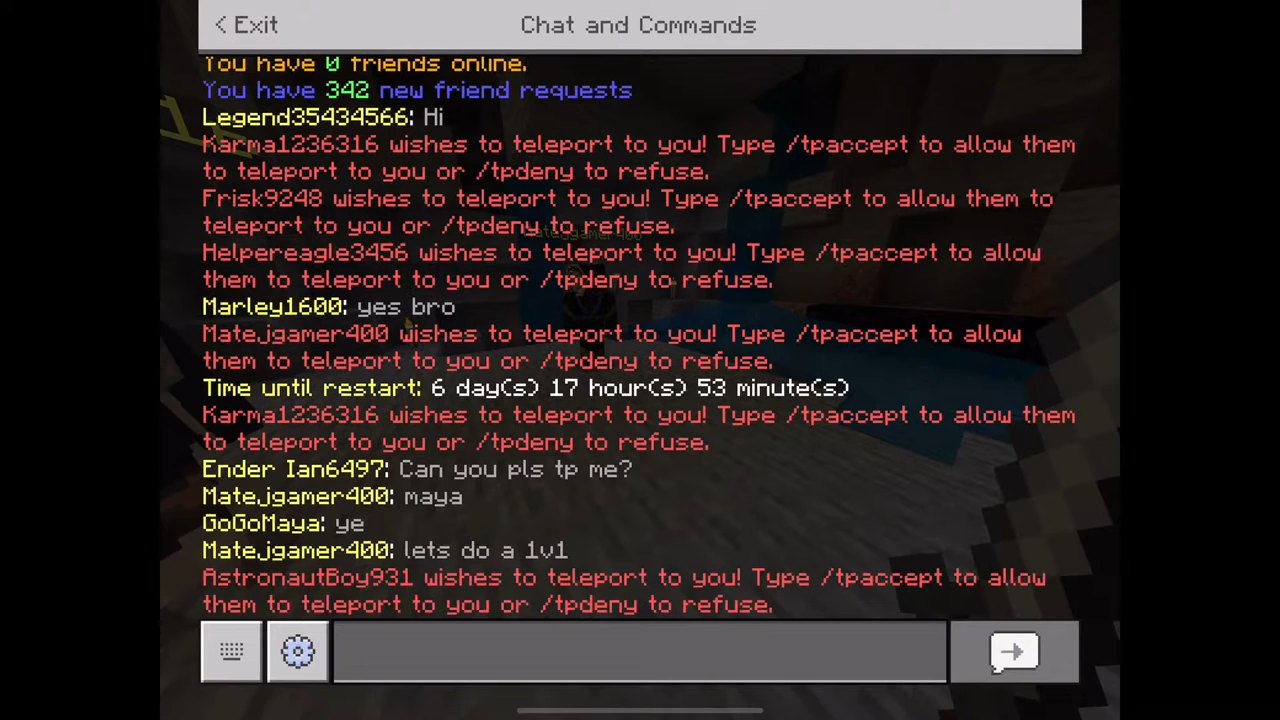 < Exit
Chat and Commands
You have 0 friends online.
You have 342 new friend requests
Legend35434566: Hi
Karma1236316 wishes to teleport to you! Type /tpaccept to allow them
to teleport to you or /tpdeny to refuse.
Frisk9248 wishes to teleport to you! Type /tpaccept to allow them to
teleport to you or /tpdeny to refuse.
Helpereagle3456 wishes to teleport to you! Type /tpaccept to allow
them to teleport to you or /tpdeny to refuse.
Marley1600: yes bro
Matejgamer400 wishes to teleport to you! Type /tpaccept to allow
them to teleport to you or /tpdeny to refuse.
Time until restart: 6 day(s) 17 hour(s) 53 minute(s)
Karma1236316 wishes to teleport to you! Type /tpaccept to allow them
to teleport to you or /tpdeny to refuse.
Ender Ian6497: Can you pls tp me?
Matejgamer400: maya
GoGoMaya: ye
Matejgamer400: lets do a 1v1
AstronautBoy931 wishes to teleport to you! Type /tpaccept to allow
them to teleport to you or /tpdeny to refuse.